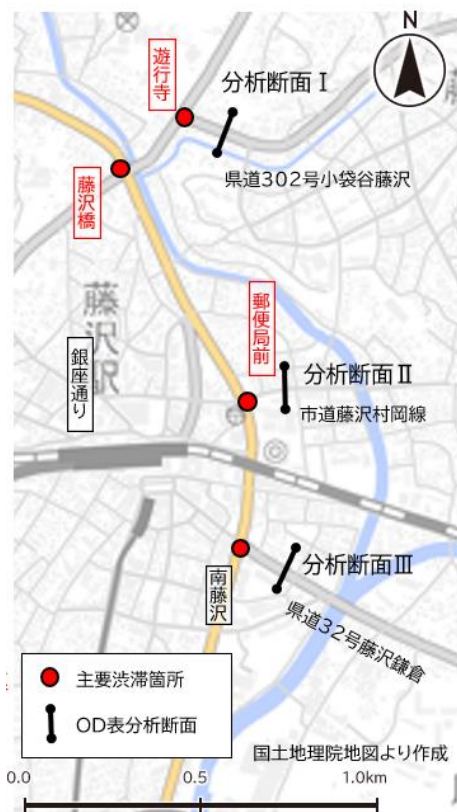 N
遊行寺
分析断面Ⅰ
藤
県道302号小袋谷藤沢
藤沢橋
藤沢駅
郵便局前
銀座通り
分析断面Ⅱ
市道藤沢村岡線
分析断面Ⅲ
南藤沢
県道32号藤沢鎌倉
主要渋滞箇所
OD表分析断面
国土地理院地図より作成
0.0
0.5
1.0km